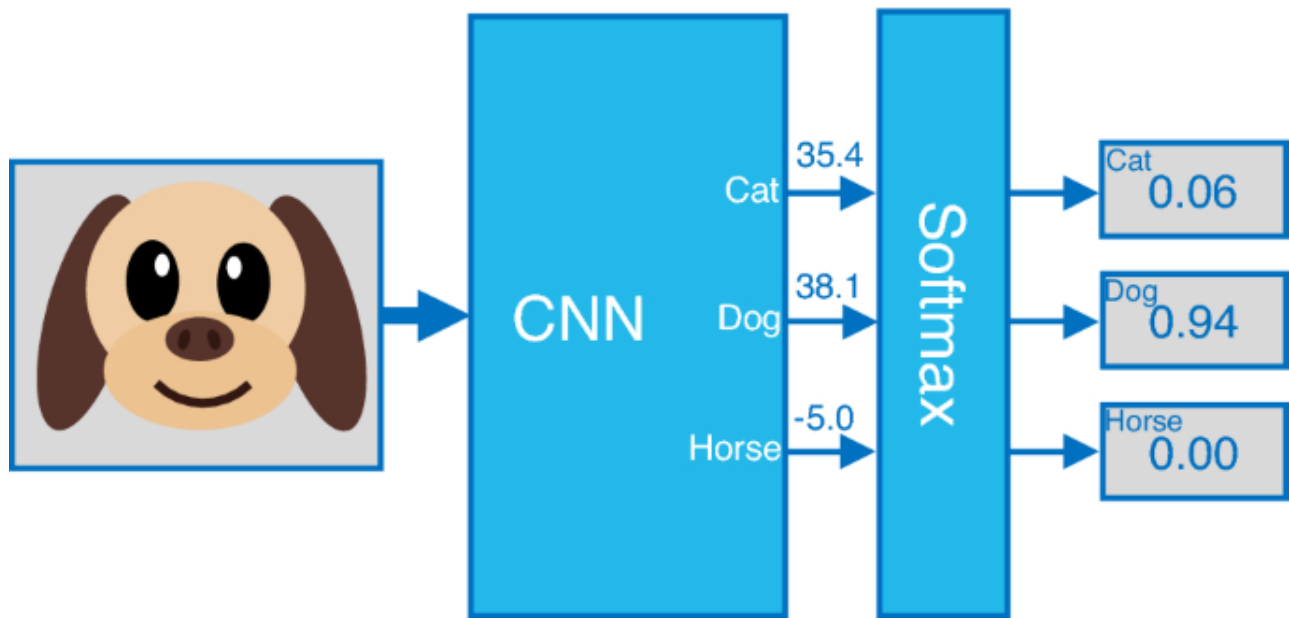 CNN
Cat
35.4
Dog
38.1
Horse
-5.0
Softmax
Cat
0.06
Dog
0.94
Horse
0.00